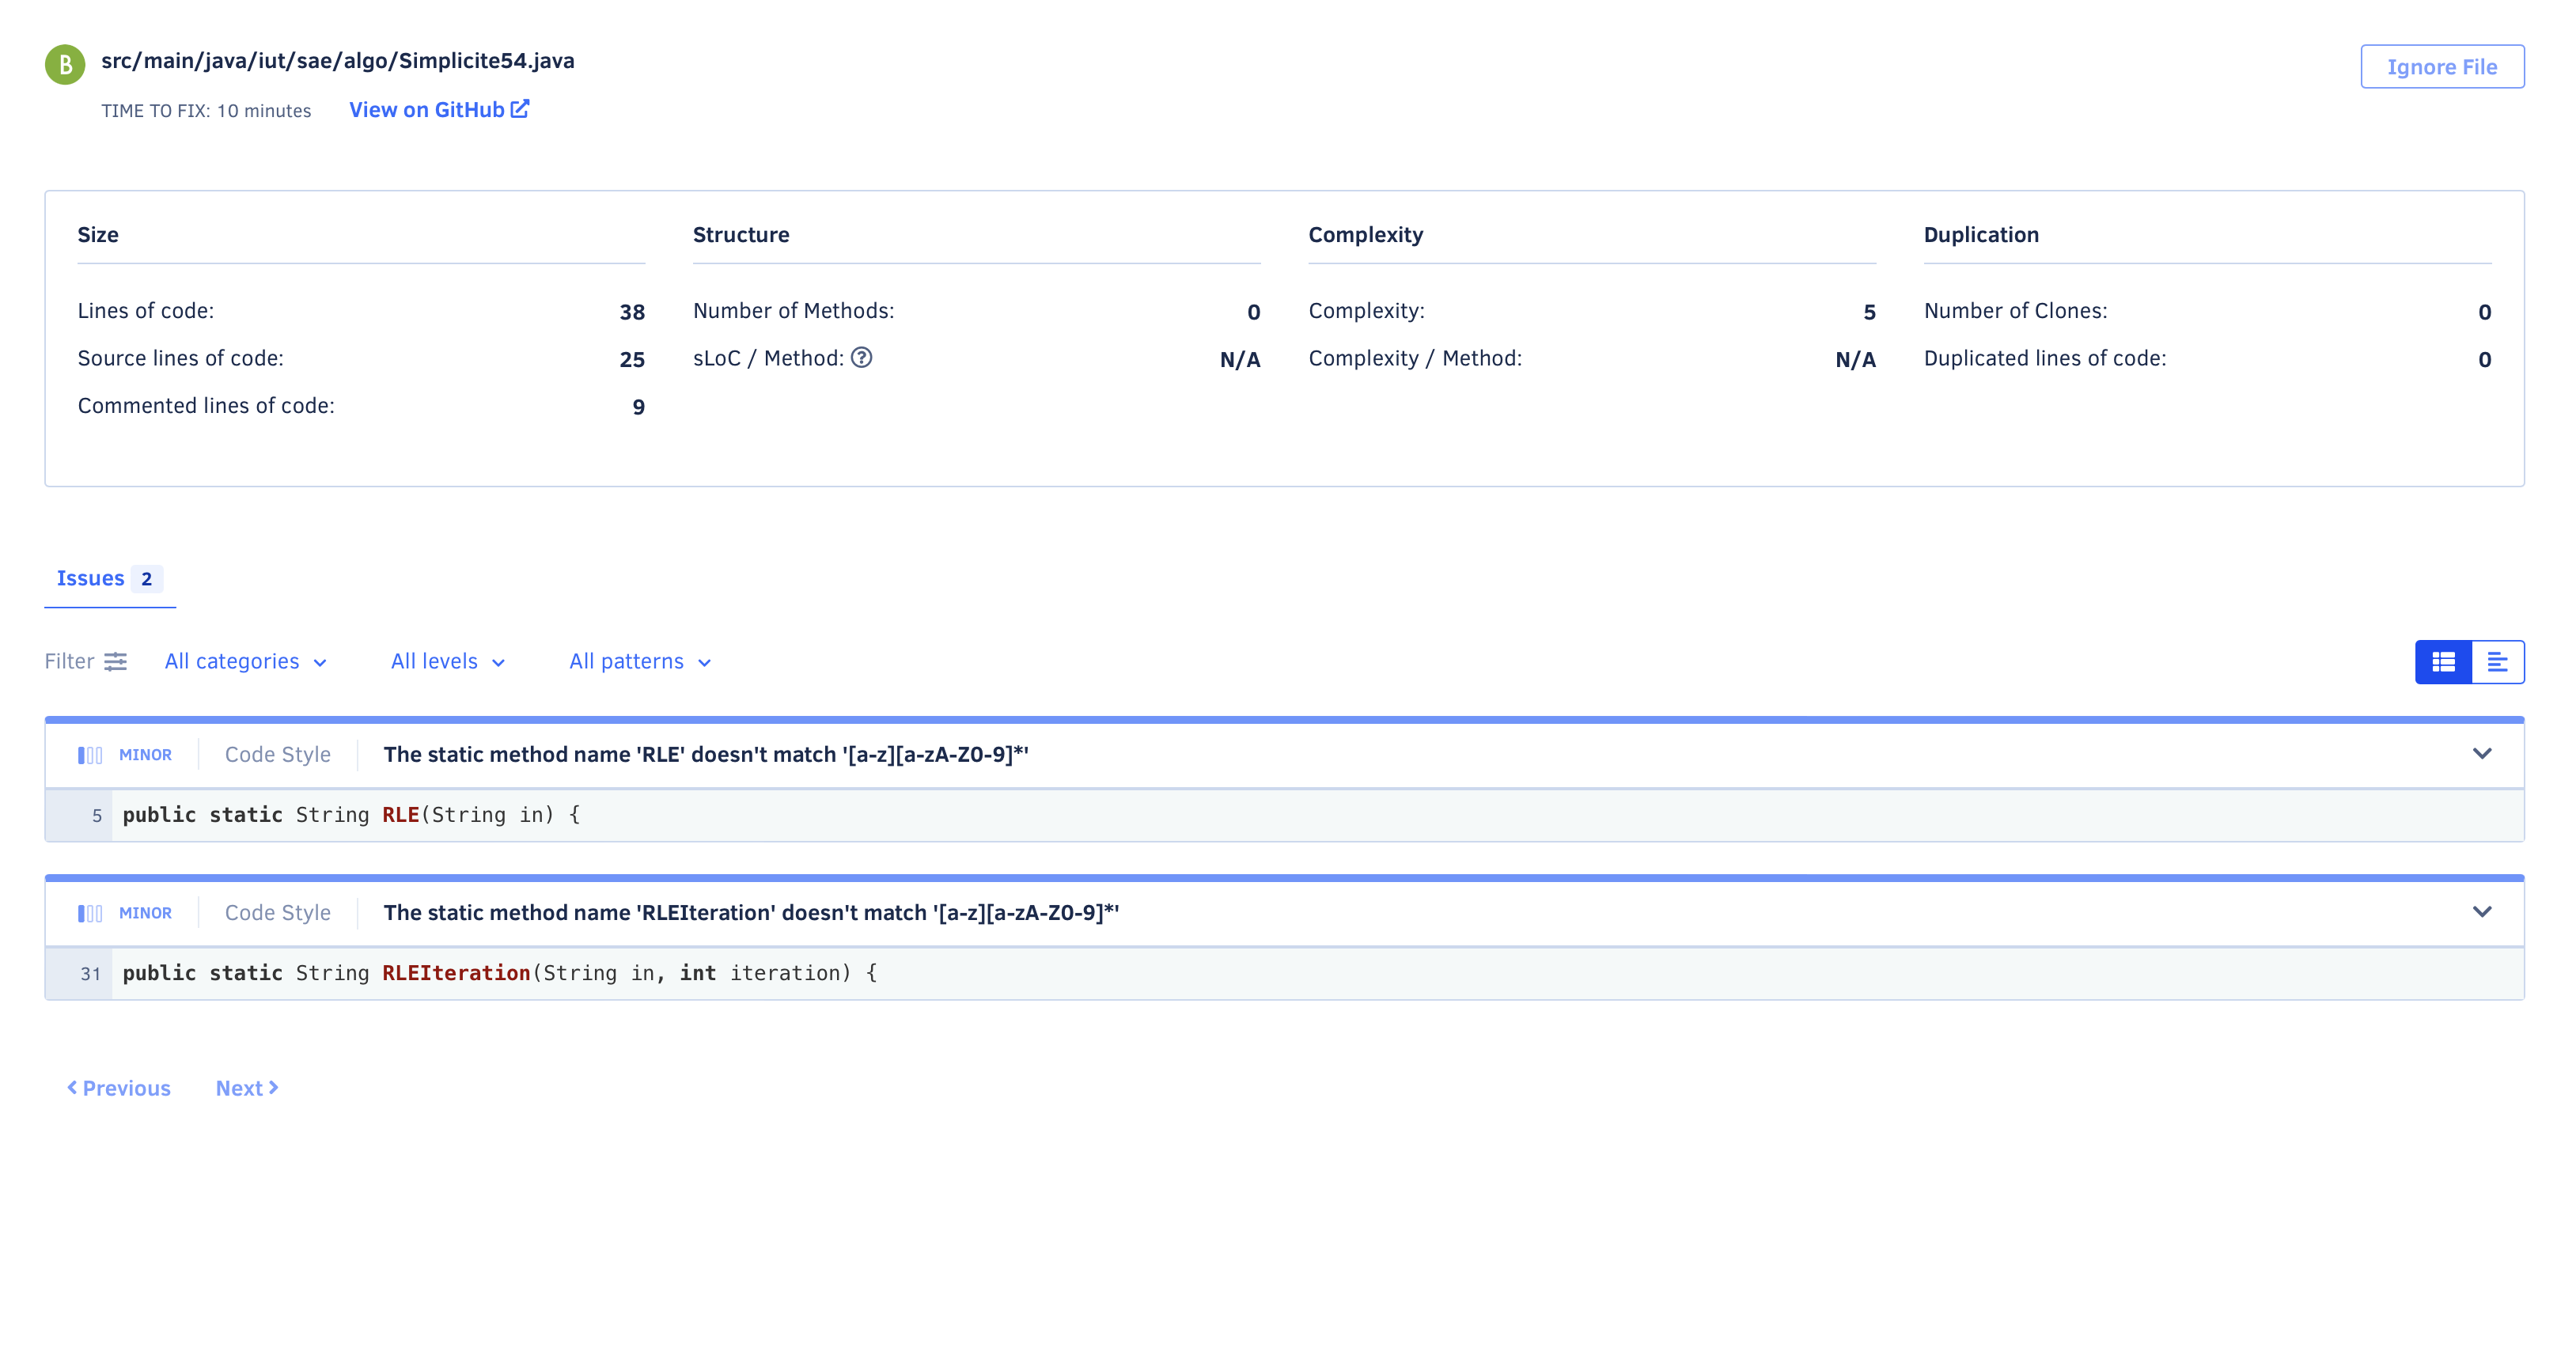 B src/main/java/iut/sae/algo/Simplicite54.java
Ignore File
TIME TO FIX: 10 minutes View on GitHub
Size
Lines of code: 38
Source lines of code: 25
Commented lines of code: 9
Structure
Number of Methods: 0
sLoC / Method: ? N/A
Complexity
Complexity: 5
Complexity / Method: N/A
Duplication
Number of Clones: 0
Duplicated lines of code: 0
Issues 2
Filter All categories All levels All patterns
MINOR Code Style The static method name 'RLE' doesn't match '[a-z][a-zA-Z0-9]*'
5 public static String RLE(String in) {
MINOR Code Style The static method name 'RLEIteration' doesn't match '[a-z][a-zA-Z0-9]*'
31 public static String RLEIteration(String in, int iteration) {
Previous Next